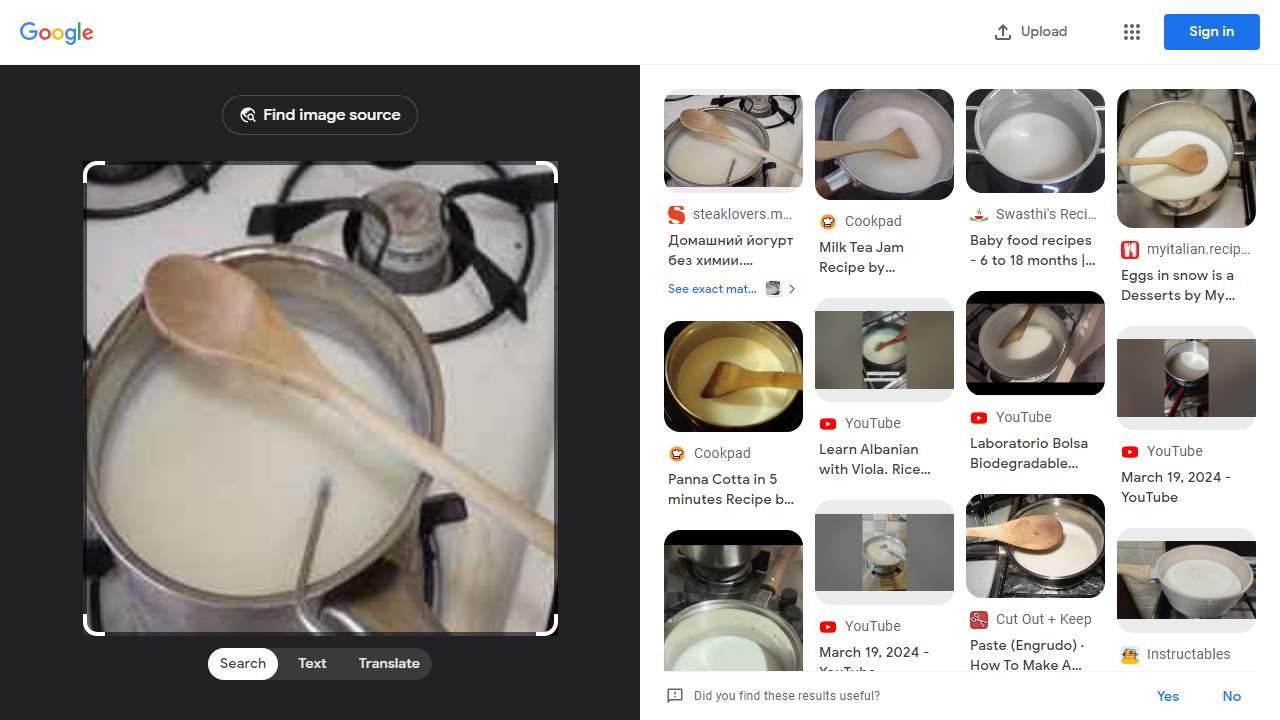 Google
Upload
Sign in
Find image source
Search
Text
Translate
steaklovers.m...
Домашний йогурт
без химии....
See exact mat...
Cookpad
Panna Cotta in 5
minutes Recipe b...
Cookpad
Milk Tea Jam
Recipe by...
YouTube
Learn Albanian
with Viola. Rice...
YouTube
March 19, 2024 -
YouTube
Swasthi's Reci...
Baby food recipes
- 6 to 18 months |...
YouTube
Laboratorio Bolsa
Biodegradable...
Cut Out + Keep
Paste (Engrudo) ·
How To Make A...
myitalian.recip...
Eggs in snow is a
Desserts by My...
YouTube
March 19, 2024 -
YouTube
Instructables
Did you find these results useful?
Yes
No